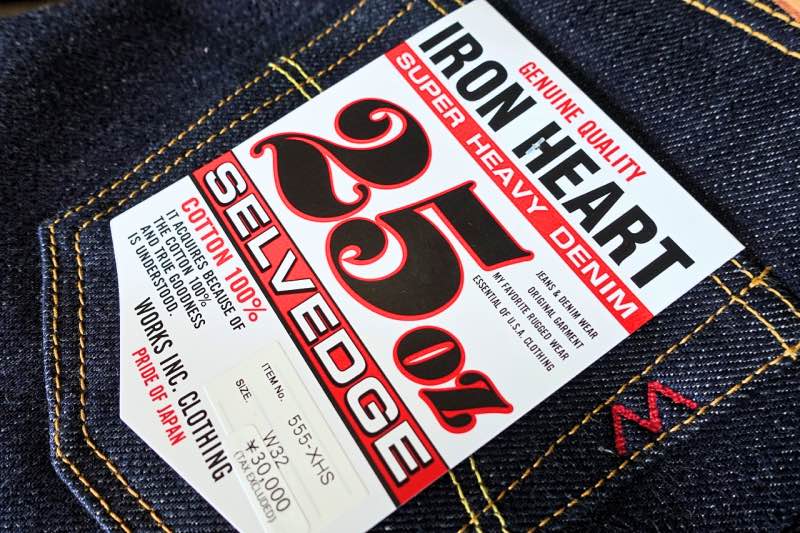 GENUINE QUALITY
IRON HEART
SUPER HEAVY DENIM
25 oz
JEANS & DENIM WEAR
ORIGINAL GARMENT
MY FAVORITE RUGGED WEAR
ESSENTIAL OF U.S.A. CLOTHING
SELVEDGE
COTTON 100%
IT ACQUIRES BECAUSE OF
THE COTTON 100%
AND TRUE GOODNESS
IS UNDERSTOOD.
WORKS INC. CLOTHING
PRIDE OF JAPAN
ITEM No. 555-XHS
SIZE. W32
¥30,000
(TAX EXCLUDED)